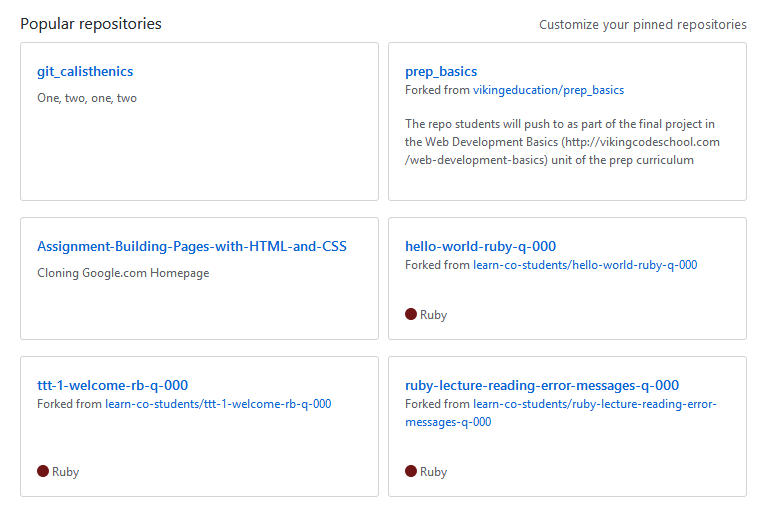 Popular repositories
Customize your pinned repositories
git_calisthenics
One, two, one, two
prep_basics
Forked from vikingeducation/prep_basics
The repo students will push to as part of the final project in
the Web Development Basics (http://vikingcodeschool.com
/web-development-basics) unit of the prep curriculum
Assignment-Building-Pages-with-HTML-and-CSS
Cloning Google.com Homepage
hello-world-ruby-q-000
Forked from learn-co-students/hello-world-ruby-q-000
Ruby
ttt-1-welcome-rb-q-000
Forked from learn-co-students/ttt-1-welcome-rb-q-000
Ruby
ruby-lecture-reading-error-messages-q-000
Forked from learn-co-students/ruby-lecture-reading-error-
messages-q-000
Ruby